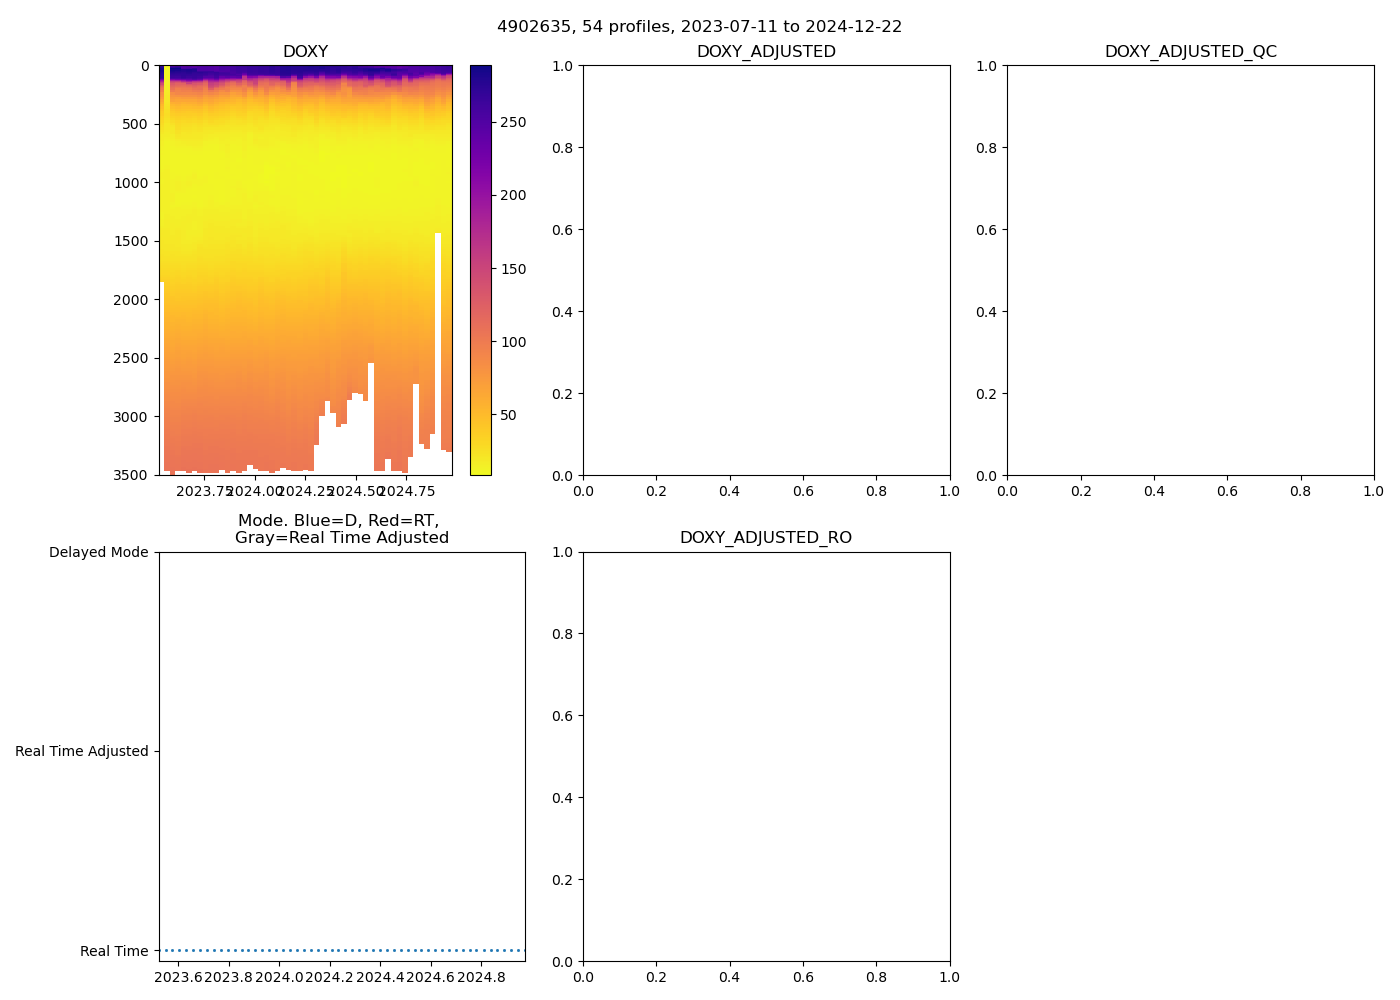 4902635, 54 profiles, 2023-07-11 to 2024-12-22
DOXY
0
500
1000
1500
2000
2500
3000
3500
2023.75 2024.00 2024.25 2024.50 2024.75
250
200
150
100
50
DOXY_ADJUSTED
1.0
0.8
0.6
0.4
0.2
0.0
0.0 0.2 0.4 0.6 0.8 1.0
DOXY_ADJUSTED_QC
1.0
0.8
0.6
0.4
0.2
0.0
0.0 0.2 0.4 0.6 0.8 1.0
Mode. Blue=D, Red=RT,
Gray=Real Time Adjusted
Delayed Mode
Real Time Adjusted
Real Time
2023.6 2023.8 2024.0 2024.2 2024.4 2024.6 2024.8
DOXY_ADJUSTED_RO
1.0
0.8
0.6
0.4
0.2
0.0
0.0 0.2 0.4 0.6 0.8 1.0